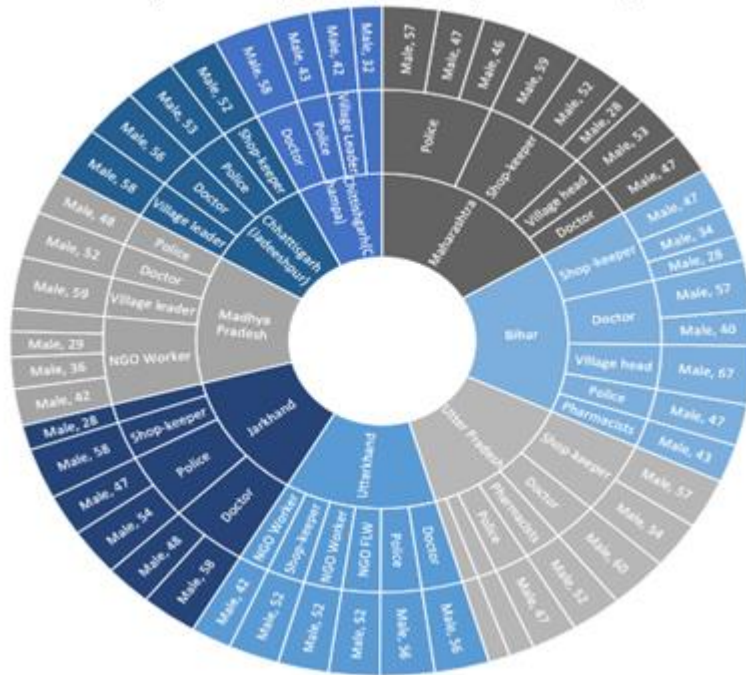 Maharashtra
Police
Male, 57
Male, 47
Male, 46
Shop-keeper
Male, 59
Male, 52
Male, 28
Village head
Male, 53
Doctor
Male, 47
Bihar
Shop-keeper
Male, 47
Male, 34
Male, 28
Doctor
Male, 57
Male, 40
Village head
Male, 67
Police
Male, 47
Pharmacists
Male, 43
Utter Pradesh
Shop-keeper
Male, 57
Male, 54
Doctor
Male, 60
Pharmacists
Male, 52
Police
Male, 47
Utterkhand
Doctor
Male, 56
Police
Male, 56
NGO FLW
Male, 52
NGO Worker
Male, 52
Shop-keeper
Male, 52
NGO Worker
Male, 42
Jarkhand
Doctor
Male, 58
Male, 48
Police
Male, 54
Male, 47
Shop-keeper
Male, 58
Male, 28
Madhya
Pradesh
NGO Worker
Male, 42
Male, 36
Male, 29
Village leader
Male, 59
Doctor
Male, 52
Police
Male, 48
Chhattisgarh
(Jadeeshpur)
Village leader
Male, 58
Doctor
Male, 56
Police
Male, 53
Shop-keeper
Male, 52
Chittishgarh(C
hampa)
Doctor
Male, 58
Police
Male, 43
Village Leader
Male, 42
Male, 32